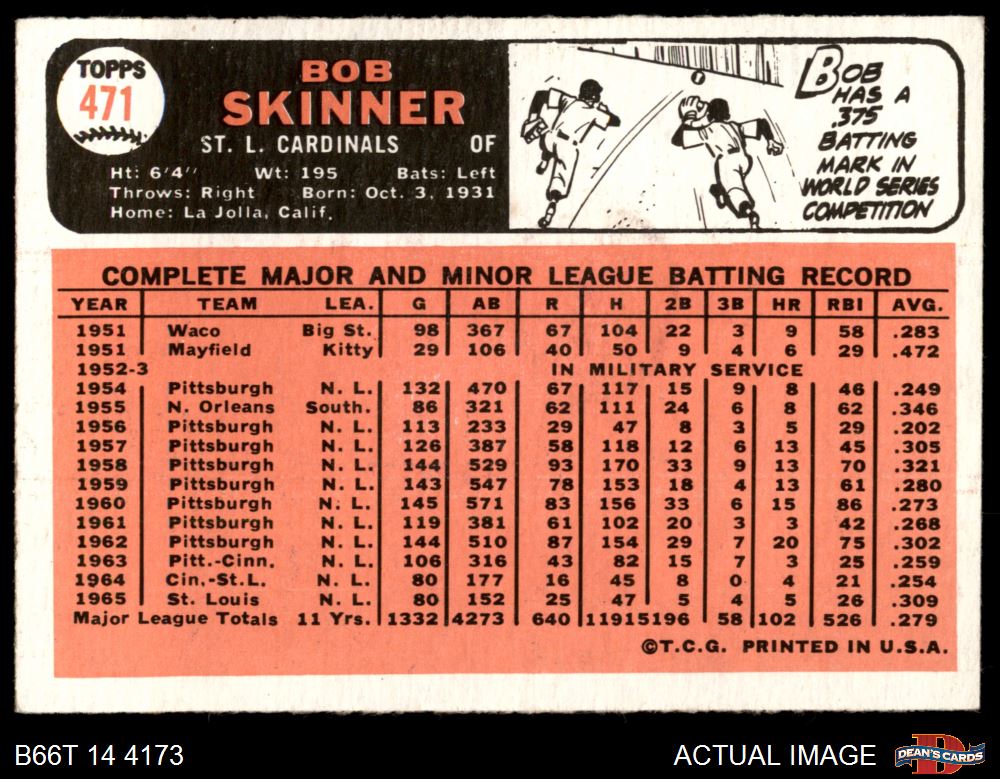 TOPPS
471
BOB
SKINNER
ST. L. CARDINALS OF
Ht: 6'4" Wt: 195 Bats: Left
Throws: Right Born: Oct. 3, 1931
Home: La Jolla, Calif.
BOB
HAS A
.375
BATTING
MARK IN
WORLD SERIES
COMPETITION
COMPLETE MAJOR AND MINOR LEAGUE BATTING RECORD
YEAR TEAM LEA. G AB R H 2B 3B HR RBI AVG.
1951 Waco Big St. 98 367 67 104 22 3 9 58 .283
1951 Mayfield Kitty 29 106 40 50 9 4 6 29 .472
1952-3 IN MILITARY SERVICE
1954 Pittsburgh N. L. 132 470 67 117 15 9 8 46 .249
1955 N. Orleans South. 86 321 62 111 24 6 8 62 .346
1956 Pittsburgh N. L. 113 233 29 47 8 3 5 29 .202
1957 Pittsburgh N. L. 126 387 58 118 12 6 13 45 .305
1958 Pittsburgh N. L. 144 529 93 170 33 9 13 70 .321
1959 Pittsburgh N. L. 143 547 78 153 18 4 13 61 .280
1960 Pittsburgh N. L. 145 571 83 156 33 6 15 86 .273
1961 Pittsburgh N. L. 119 381 61 102 20 3 3 42 .268
1962 Pittsburgh N. L. 144 510 87 154 29 7 20 75 .302
1963 Pitt.-Cinn. N. L. 106 316 43 82 15 7 3 25 .259
1964 Cin.-St.L. N. L. 80 177 16 45 8 0 4 21 .254
1965 St. Louis N. L. 80 152 25 47 5 4 5 26 .309
Major League Totals 11 Yrs. 1332 4273 640 11915196 58 102 526 .279
©T.C.G. PRINTED IN U.S.A.
B66T 14 4173 ACTUAL IMAGE
DEAN'S CARDS